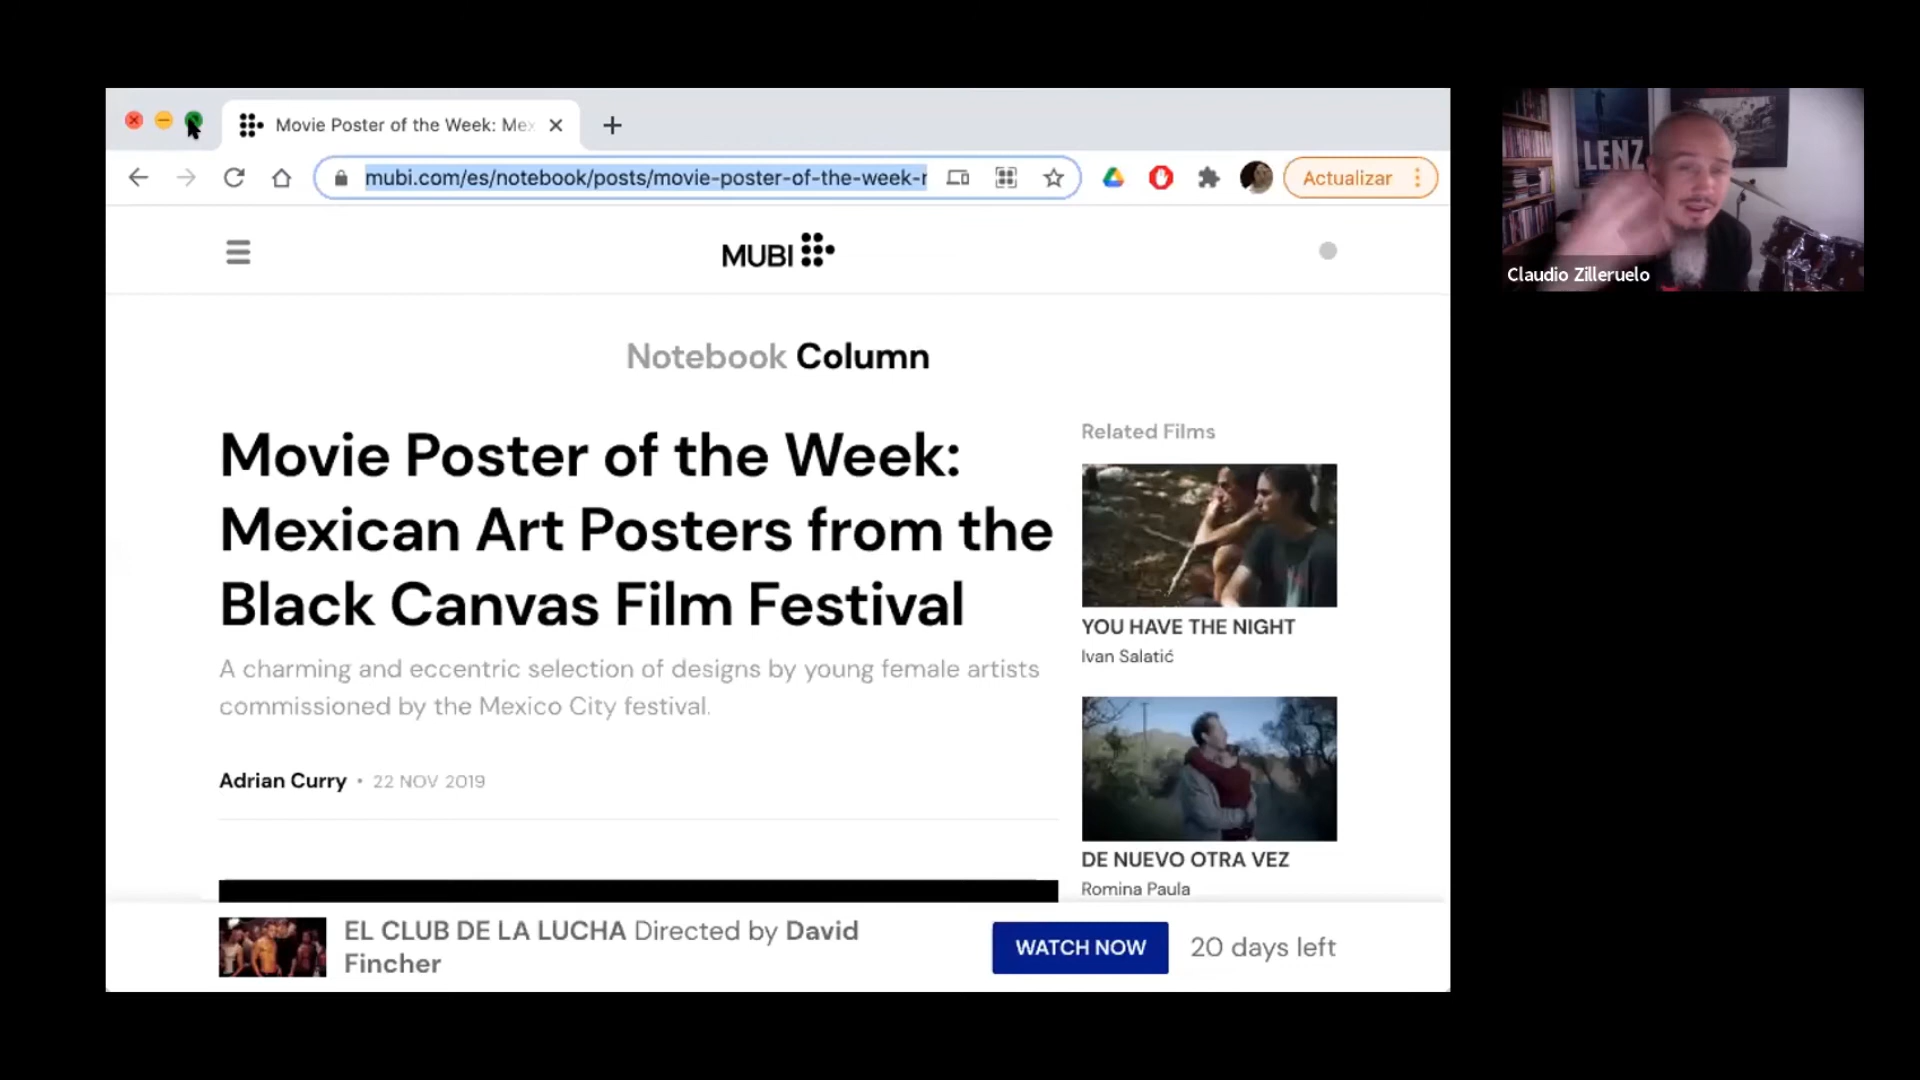 Movie Poster of the Week: Mex
mubi.com/es/notebook/posts/movie-poster-of-the-week-r
Actualizar
MUBI
Notebook Column
Movie Poster of the Week:
Mexican Art Posters from the
Black Canvas Film Festival
A charming and eccentric selection of designs by young female artists
commissioned by the Mexico City festival.
Adrian Curry • 22 NOV 2019
Related Films
YOU HAVE THE NIGHT
Ivan Salatić
DE NUEVO OTRA VEZ
Romina Paula
EL CLUB DE LA LUCHA Directed by David
Fincher
WATCH NOW
20 days left
LENZ
Claudio Zilleruelo